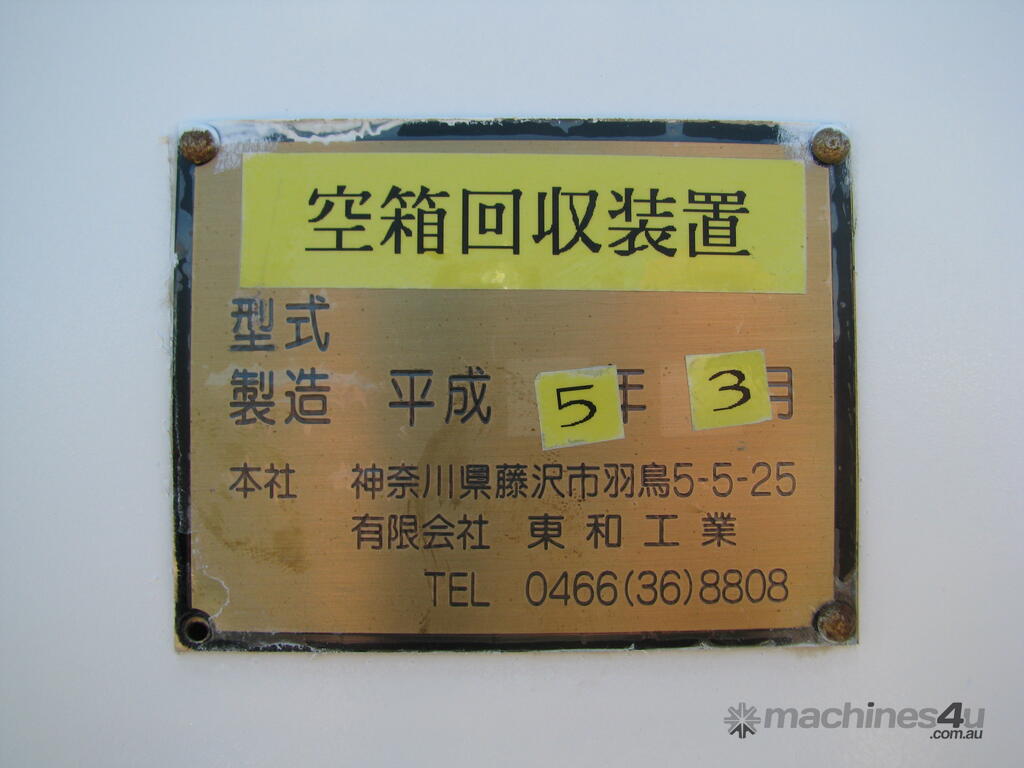 空箱回収装置
型式
製造 平成 5年 3月
本社 神奈川県藤沢市羽鳥5-5-25
有限会社 東和工業
TEL 0466(36)8808
machines4u
.com.au